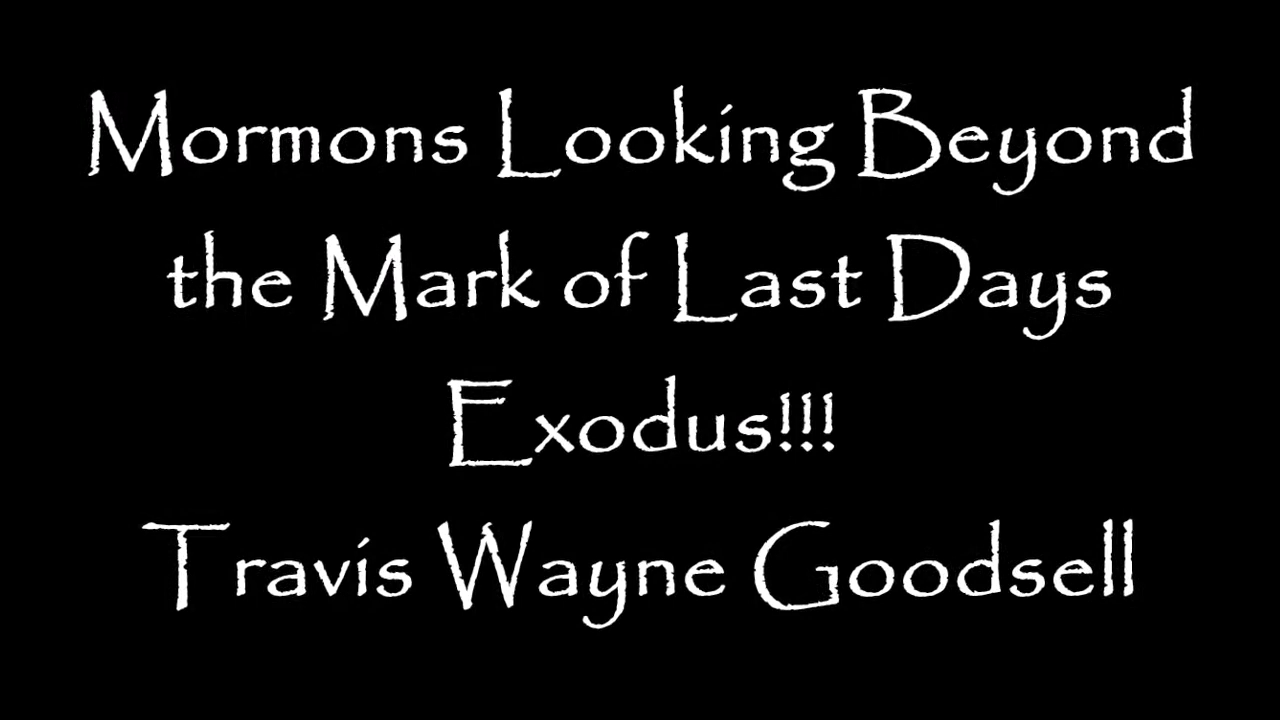 Mormons Looking Beyond
the Mark of Last Days
Exodus!!!
Travis Wayne Goodsell